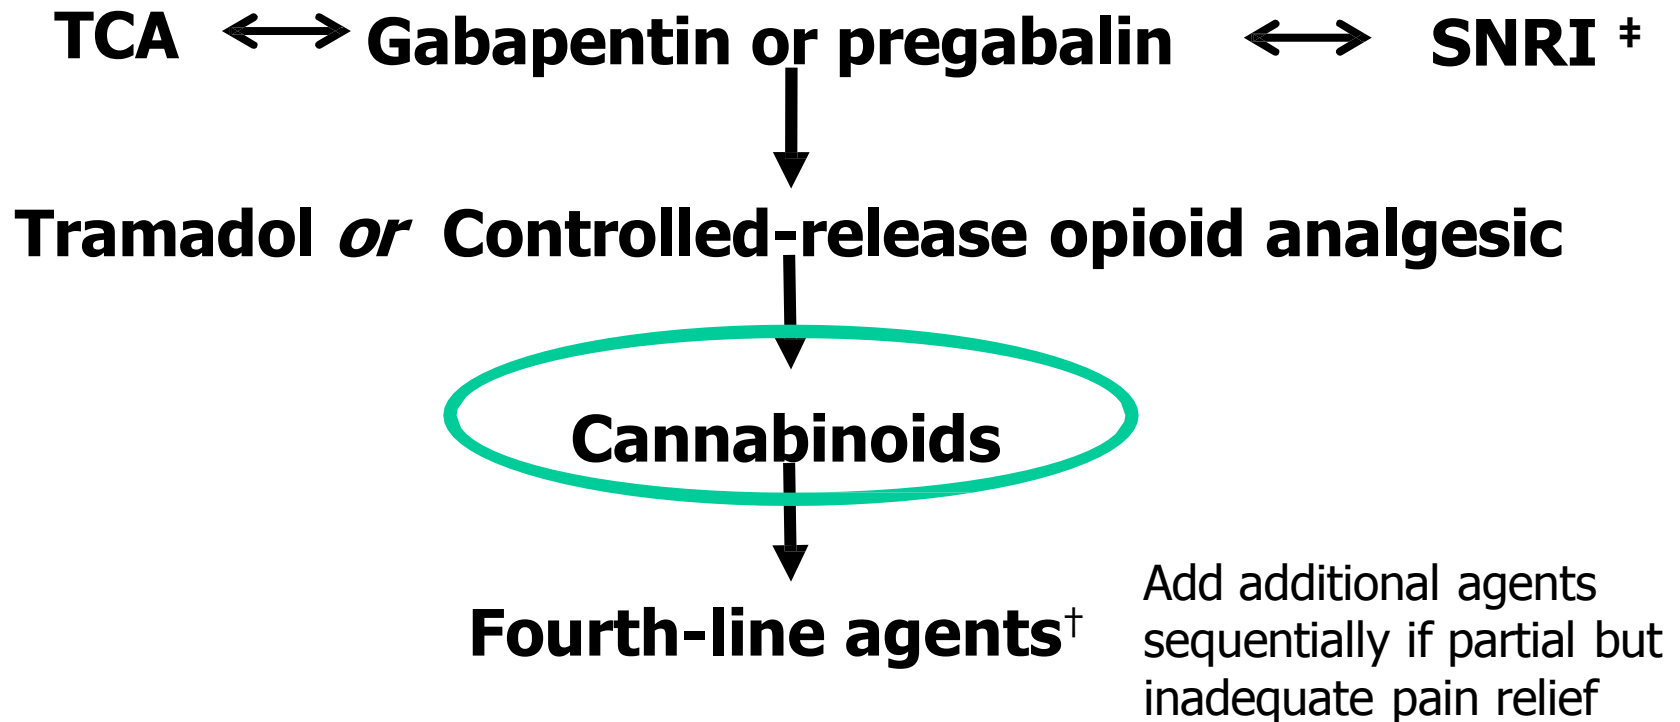 TCA Gabapentin or pregabalin SNRI ‡
Tramadol or Controlled-release opioid analgesic
Cannabinoids
Fourth-line agents†
Add additional agents
sequentially if partial but
inadequate pain relief